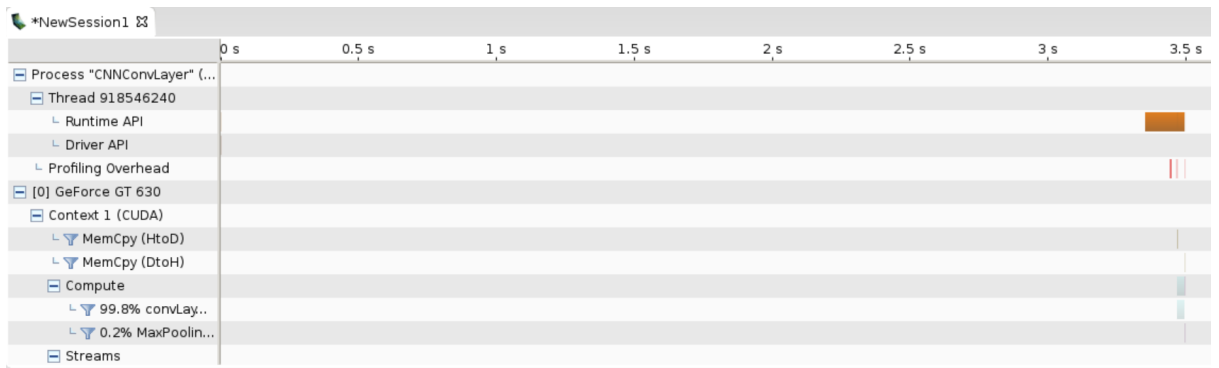 *NewSession1
0 s 0.5 s 1 s 1.5 s 2 s 2.5 s 3 s 3.5 s
Process "CNNConvLayer" (...
Thread 918546240
Runtime API
Driver API
Profiling Overhead
[0] GeForce GT 630
Context 1 (CUDA)
MemCpy (HtoD)
MemCpy (DtoH)
Compute
99.8% convLay...
0.2% MaxPoolin...
Streams